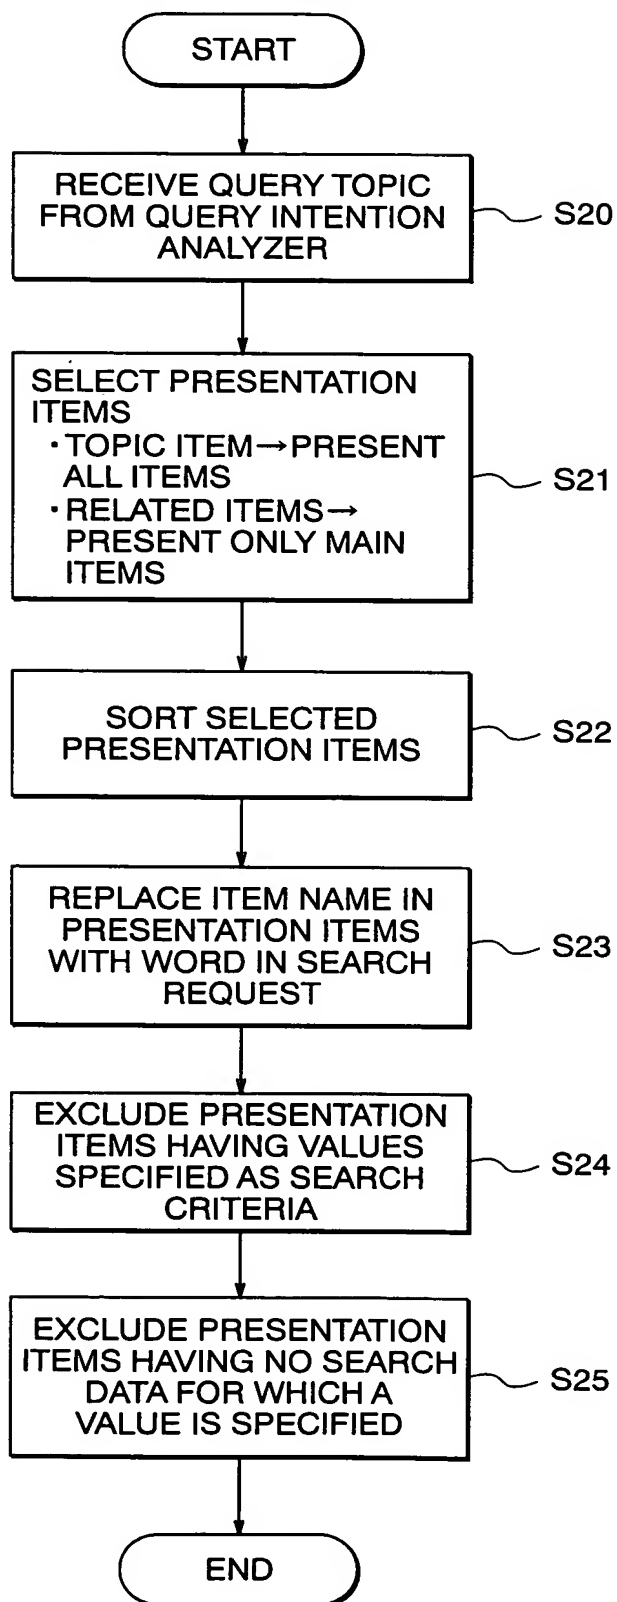 START
RECEIVE QUERY TOPIC
FROM QUERY INTENTION
ANALYZER
S20
SELECT PRESENTATION
ITEMS
・TOPIC ITEM→PRESENT
ALL ITEMS
・RELATED ITEMS→
PRESENT ONLY MAIN
ITEMS
S21
SORT SELECTED
PRESENTATION ITEMS
S22
REPLACE ITEM NAME IN
PRESENTATION ITEMS
WITH WORD IN SEARCH
REQUEST
S23
EXCLUDE PRESENTATION
ITEMS HAVING VALUES
SPECIFIED AS SEARCH
CRITERIA
S24
EXCLUDE PRESENTATION
ITEMS HAVING NO SEARCH
DATA FOR WHICH A
VALUE IS SPECIFIED
S25
END